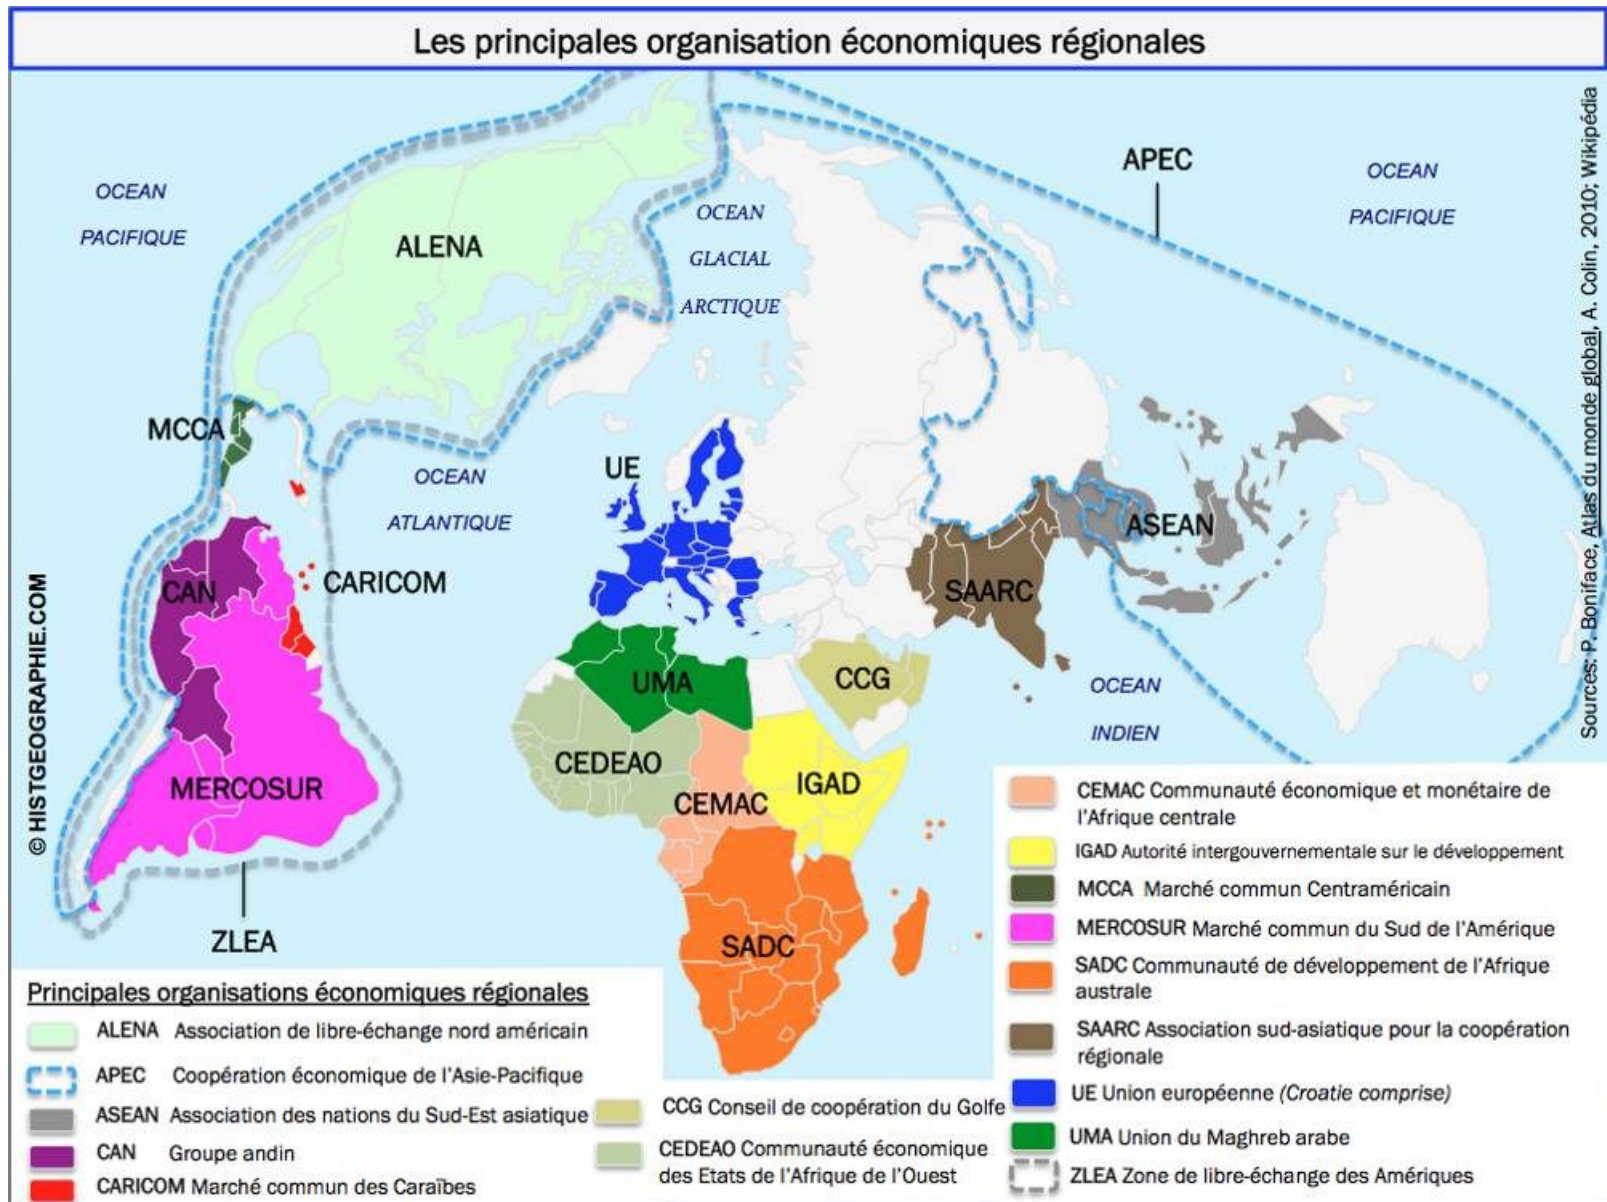 Les principales organisation économiques régionales
OCEAN
PACIFIQUE
ALENA
OCEAN
GLACIAL
ARCTIQUE
APEC
OCEAN
PACIFIQUE
MCCA
OCEAN
ATLANTIQUE
UE
ASEAN
CAN
CARICOM
SAARC
UMA
CCG
OCEAN
INDIEN
MERCOSUR
CEDEAO
CEMAC
IGAD
SADC
ZLEA
© HISTGEOGRAPHIE.COM
Sources: P. Boniface, Atlas du monde global, A. Colin, 2010; Wikipédia
Principales organisations économiques régionales
ALENA Association de libre-échange nord américain
APEC Coopération économique de l'Asie-Pacifique
ASEAN Association des nations du Sud-Est asiatique
CAN Groupe andin
CARICOM Marché commun des Caraïbes
CCG Conseil de coopération du Golfe
CEDEAO Communauté économique
des Etats de l'Afrique de l'Ouest
CEMAC Communauté économique et monétaire de
l'Afrique centrale
IGAD Autorité intergouvernementale sur le développement
MCCA Marché commun Centraméricain
MERCOSUR Marché commun du Sud de l'Amérique
SADC Communauté de développement de l'Afrique
australe
SAARC Association sud-asiatique pour la coopération
régionale
UE Union européenne (Croatie comprise)
UMA Union du Maghreb arabe
ZLEA Zone de libre-échange des Amériques